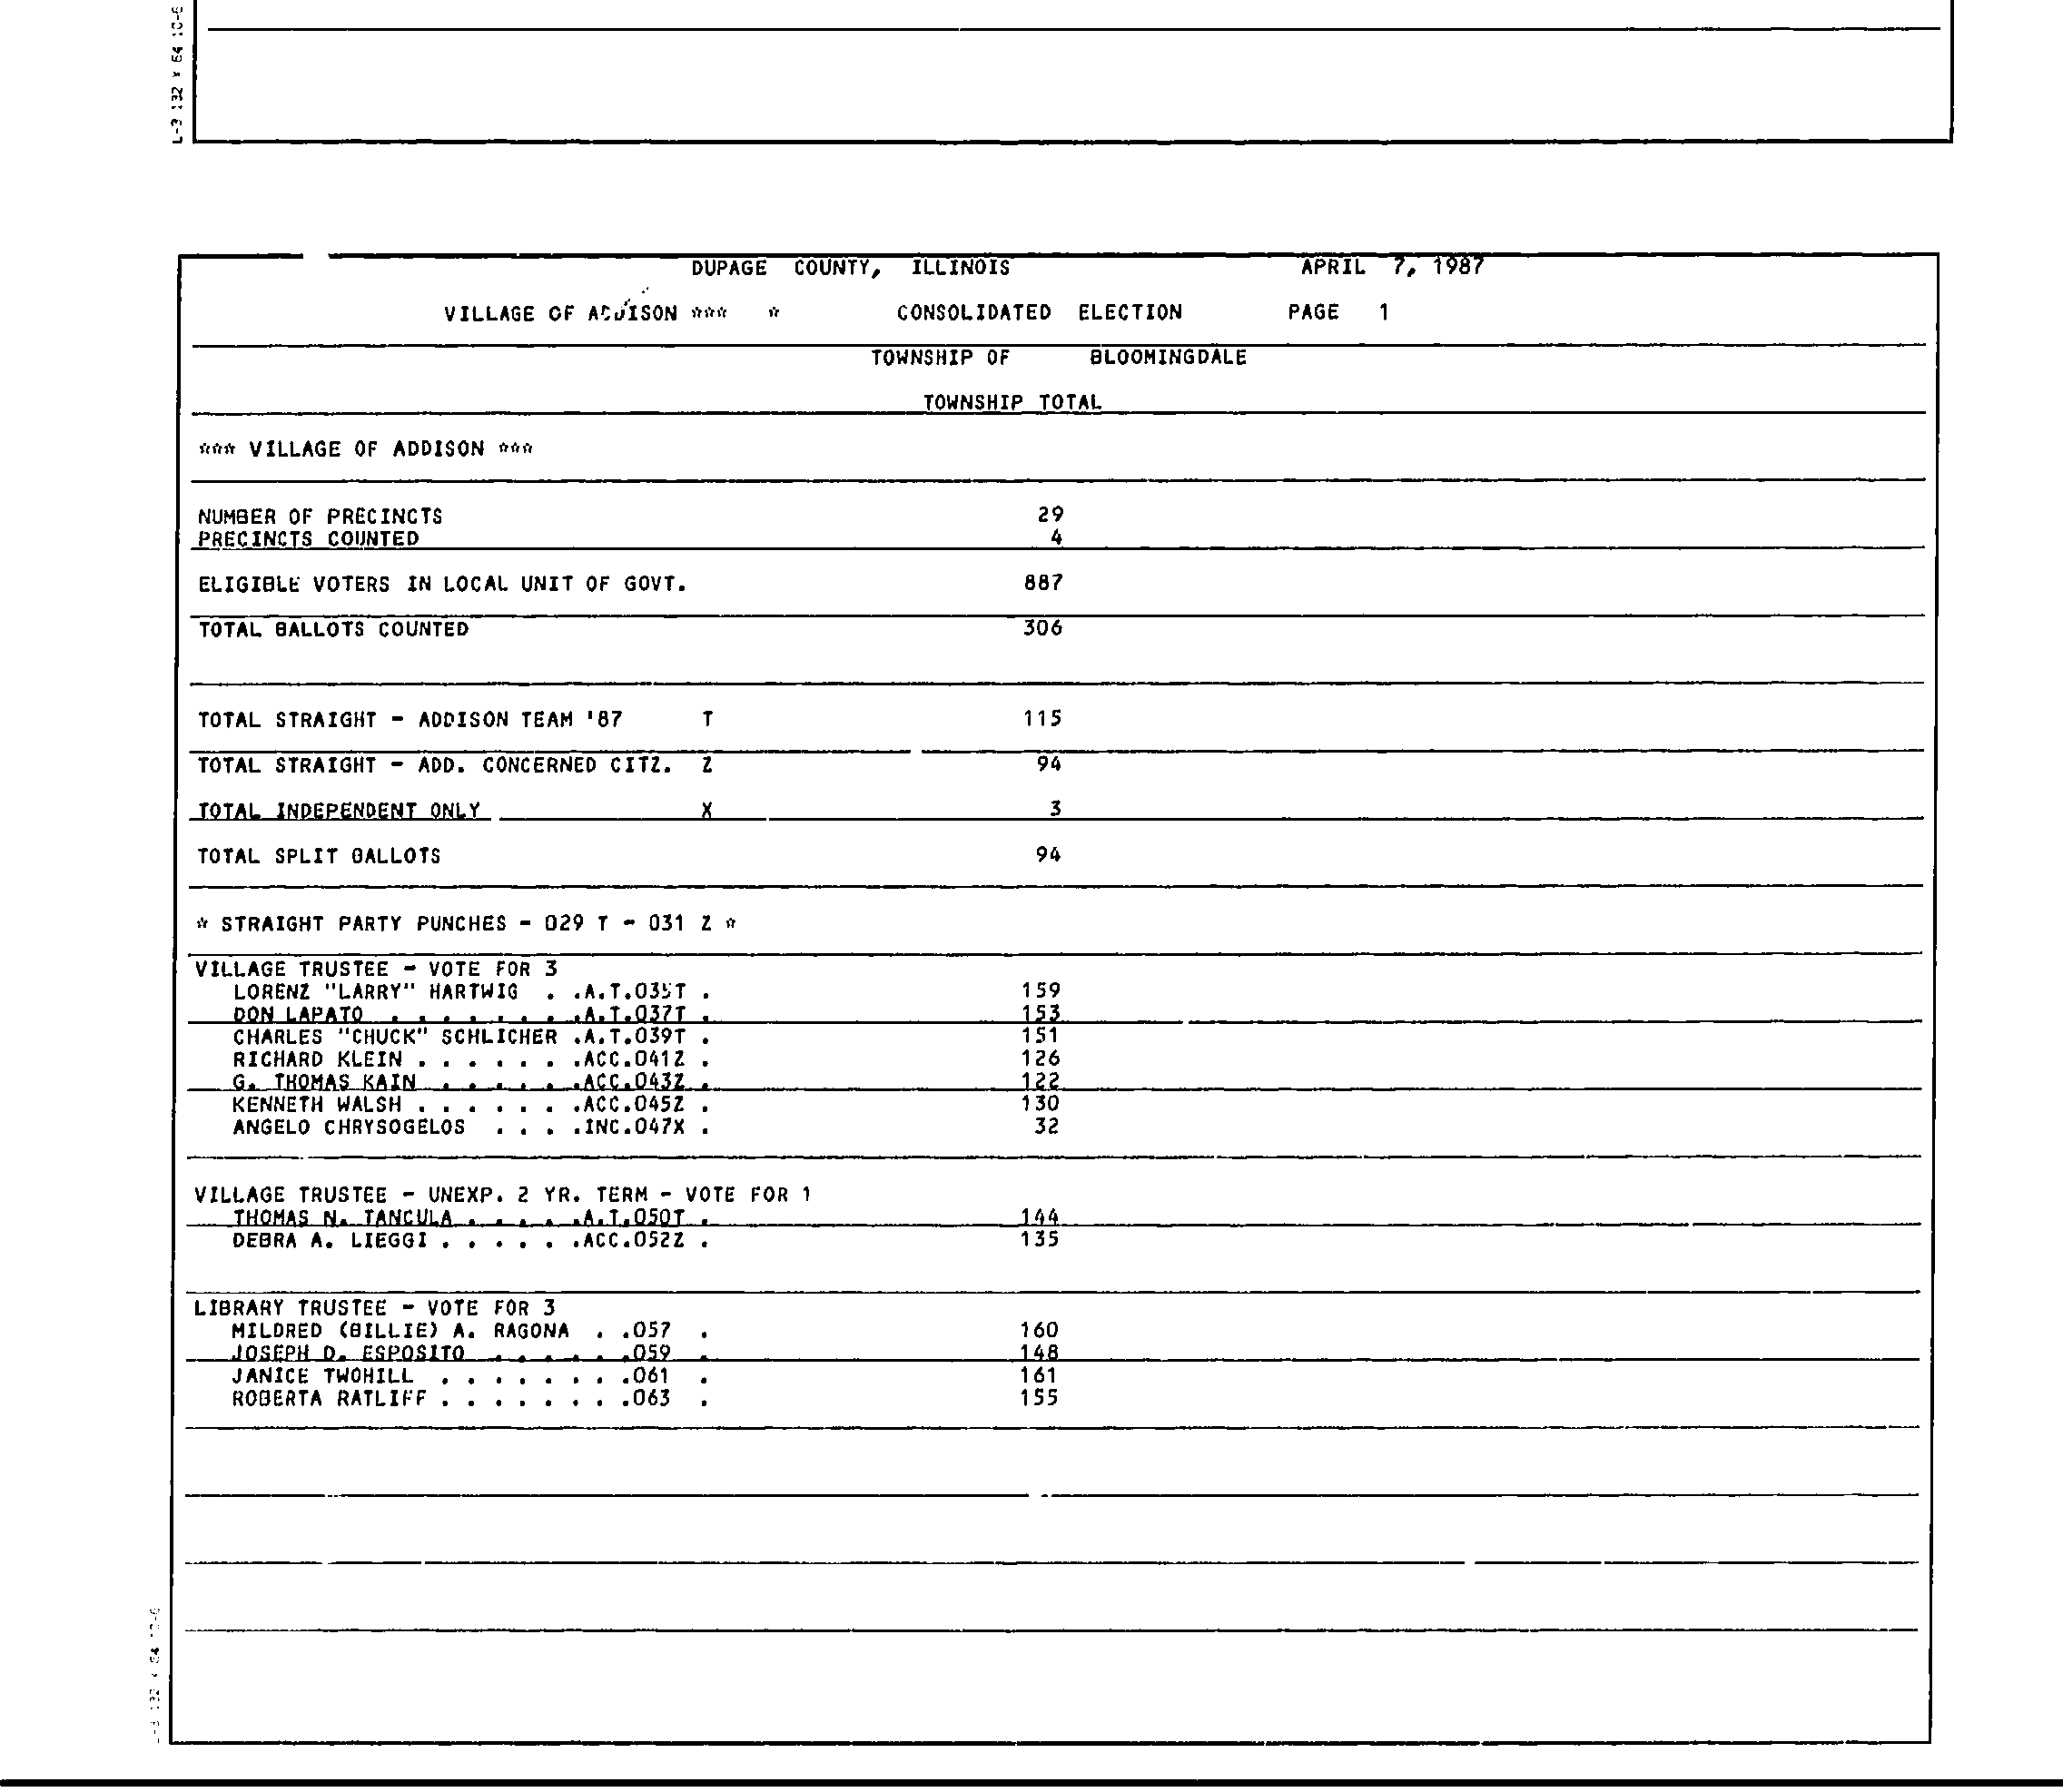 L-3 132 X 64 10-6
DUPAGE COUNTY, ILLINOIS APRIL 7, 1987
VILLAGE OF ADDISON *** * CONSOLIDATED ELECTION PAGE 1
TOWNSHIP OF BLOOMINGDALE
TOWNSHIP TOTAL
*** VILLAGE OF ADDISON ***
NUMBER OF PRECINCTS 29
PRECINCTS COUNTED 4
ELIGIBLE VOTERS IN LOCAL UNIT OF GOVT. 887
TOTAL BALLOTS COUNTED 306
TOTAL STRAIGHT - ADDISON TEAM '87 T 115
TOTAL STRAIGHT - ADD. CONCERNED CITZ. Z 94
TOTAL INDEPENDENT ONLY X 3
TOTAL SPLIT BALLOTS 94
* STRAIGHT PARTY PUNCHES - 029 T - 031 Z *
VILLAGE TRUSTEE - VOTE FOR 3
LORENZ "LARRY" HARTWIG . .A.T.035T . 159
DON LAPATO . . . . . . . .A.T.037T . 153
CHARLES "CHUCK" SCHLICHER .A.T.039T . 151
RICHARD KLEIN . . . . . . .ACC.041Z . 126
G. THOMAS KAIN . . . . . .ACC.043Z . 122
KENNETH WALSH . . . . . . .ACC.045Z . 130
ANGELO CHRYSOGELOS . . . .INC.047X . 32
VILLAGE TRUSTEE - UNEXP. 2 YR. TERM - VOTE FOR 1
THOMAS N. TANCULA . . . . .A.T.050T . 144
DEBRA A. LIEGGI . . . . . .ACC.052Z . 135
LIBRARY TRUSTEE - VOTE FOR 3
MILDRED (BILLIE) A. RAGONA . .057 . 160
JOSEPH D. ESPOSITO . . . . . .059 . 148
JANICE TWOHILL . . . . . . . .061 . 161
ROBERTA RATLIFF . . . . . . . .063 . 155